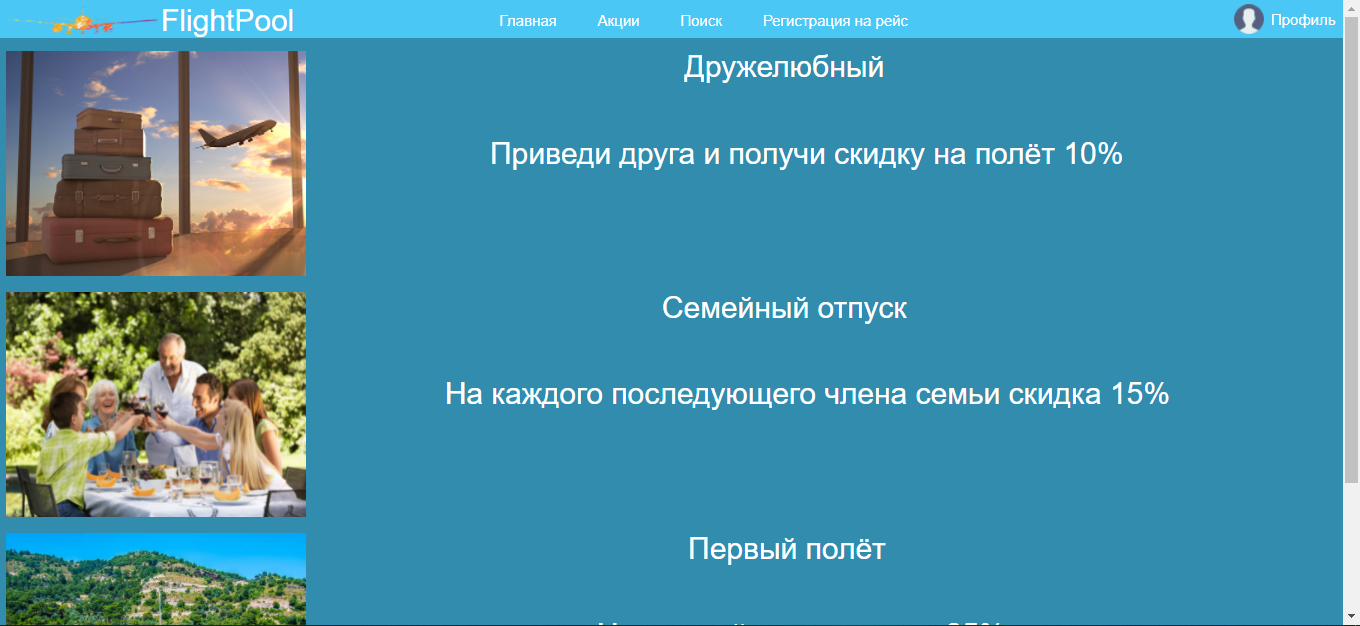 FlightPool
Главная
Акции
Поиск
Регистрация на рейс
Профиль
Дружелюбный
Приведи друга и получи скидку на полёт 10%
Семейный отпуск
На каждого последующего члена семьи скидка 15%
Первый полёт